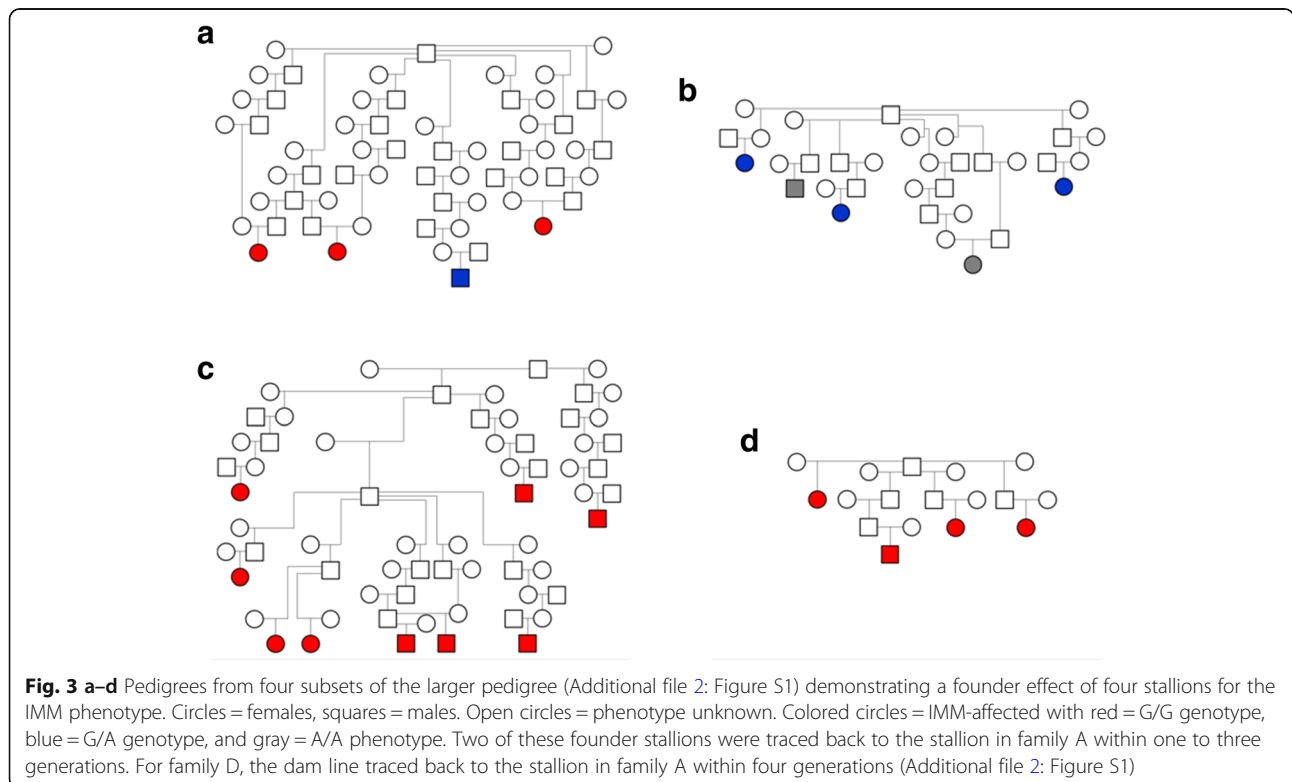 a
b
c
d
Fig. 3 a–d Pedigrees from four subsets of the larger pedigree (Additional file 2: Figure S1) demonstrating a founder effect of four stallions for the
IMM phenotype. Circles = females, squares = males. Open circles = phenotype unknown. Colored circles = IMM-affected with red = G/G genotype,
blue = G/A genotype, and gray = A/A phenotype. Two of these founder stallions were traced back to the stallion in family A within one to three
generations. For family D, the dam line traced back to the stallion in family A within four generations (Additional file 2: Figure S1)